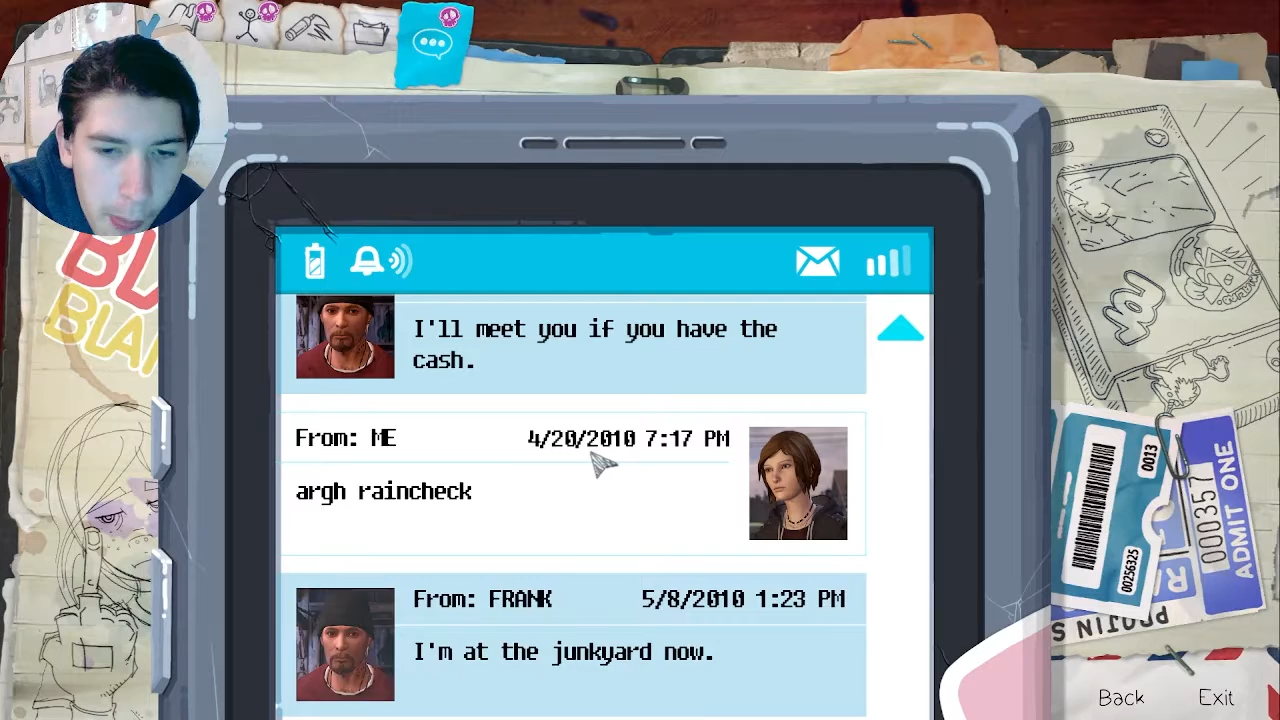 I'll meet you if you have the
cash.
From: ME
4/20/2010 7:17 PM
argh raincheck
From: FRANK
5/8/2010 1:23 PM
I'm at the junkyard now.
0013
00256325
000357
ADMIT ONE
Back
Exit